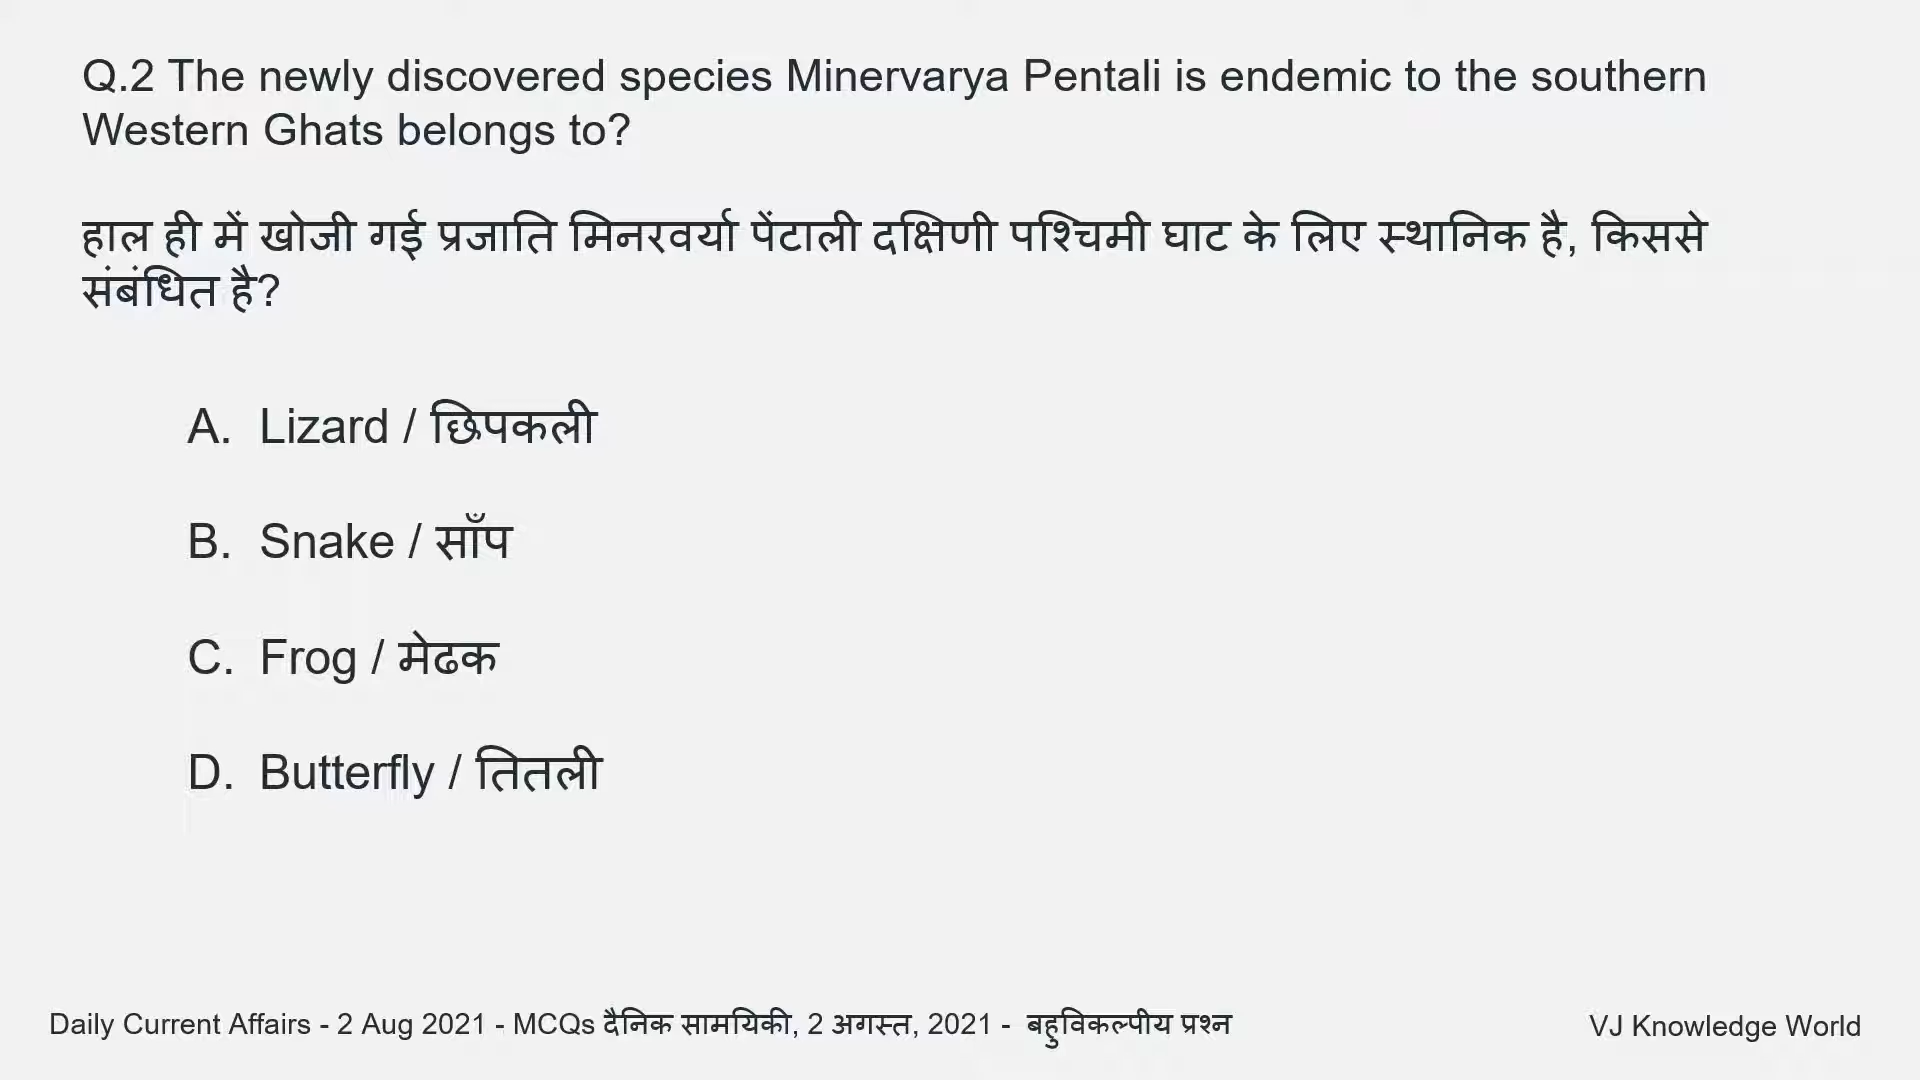 Q.2 The newly discovered species Minervarya Pentali is endemic to the southern
Western Ghats belongs to?
हाल ही में खोजी गई प्रजाति मिनरवर्या पेंटाली दक्षिणी पश्चिमी घाट के लिए स्थानिक है, किससे
संबंधित है?
A. Lizard / छिपकली
B. Snake / साँप
C. Frog / मेढक
D. Butterfly / तितली
Daily Current Affairs - 2 Aug 2021 - MCQs दैनिक सामयिकी, 2 अगस्त, 2021 - बहुविकल्पीय प्रश्न
VJ Knowledge World